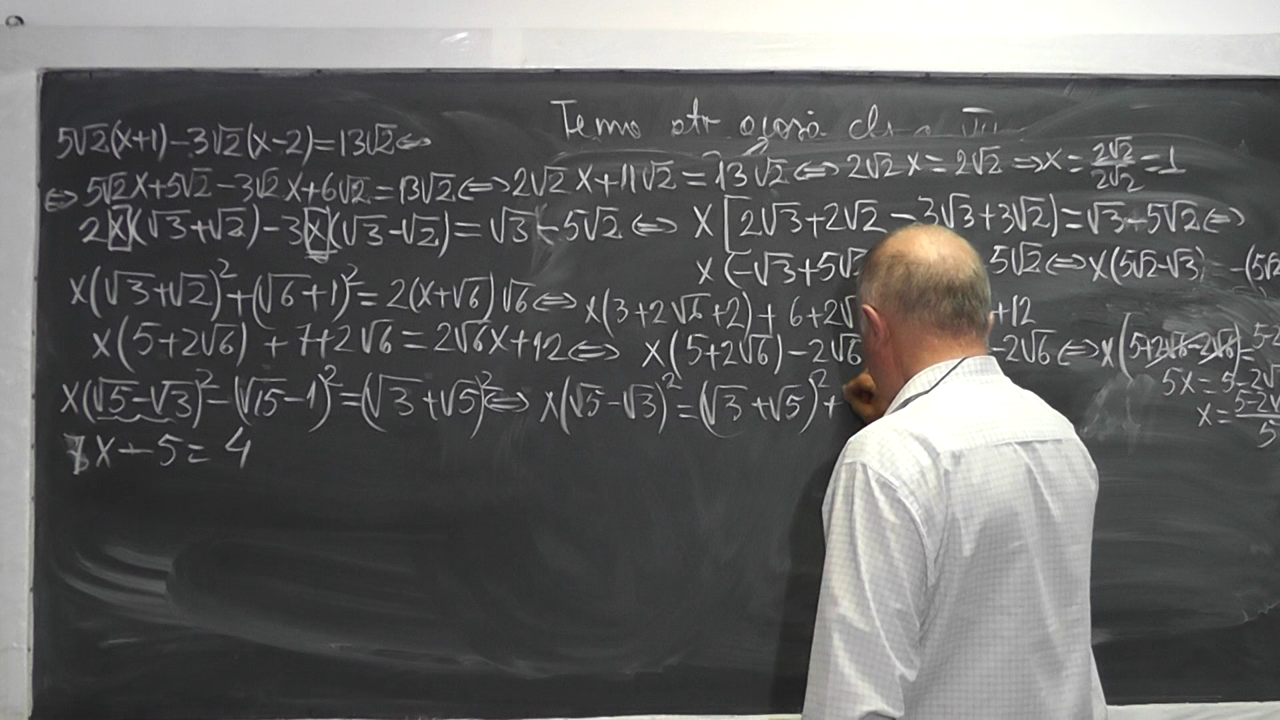 Temo
5√2(x+1)-3√2(x-2)=13√2⇔
⇔ 5√2x+5√2-3√2x+6√2=13√2⇔2√2x+11√2=13√2⇔2√2x=2√2⇒x=2√2/2√2=1
2x(√3+√2)-3x(√3-√2)=√3-5√2⇔ x[2√3+2√2-3√3+3√2)=√3-5√2⇔
x(-√3+5√ 5√2⇔x(5√2-√3) -(5√2
x(√3+√2)²+(√6+1)²=2(x+√6)√6⇔x(3+2√6+2)+6+2√ +12
x(5+2√6)+7+2√6=2√6x+12⇔ x(5+2√6)-2√6 -2√6⇔x(5+2√6-2√6)=5-2
5x=5-2√
x=5-2√/5
x(√5-√3)²-(√15-1)²=(√3+√5)²⇔ x(√5-√3)²=(√3+√5)²+
x-5=4